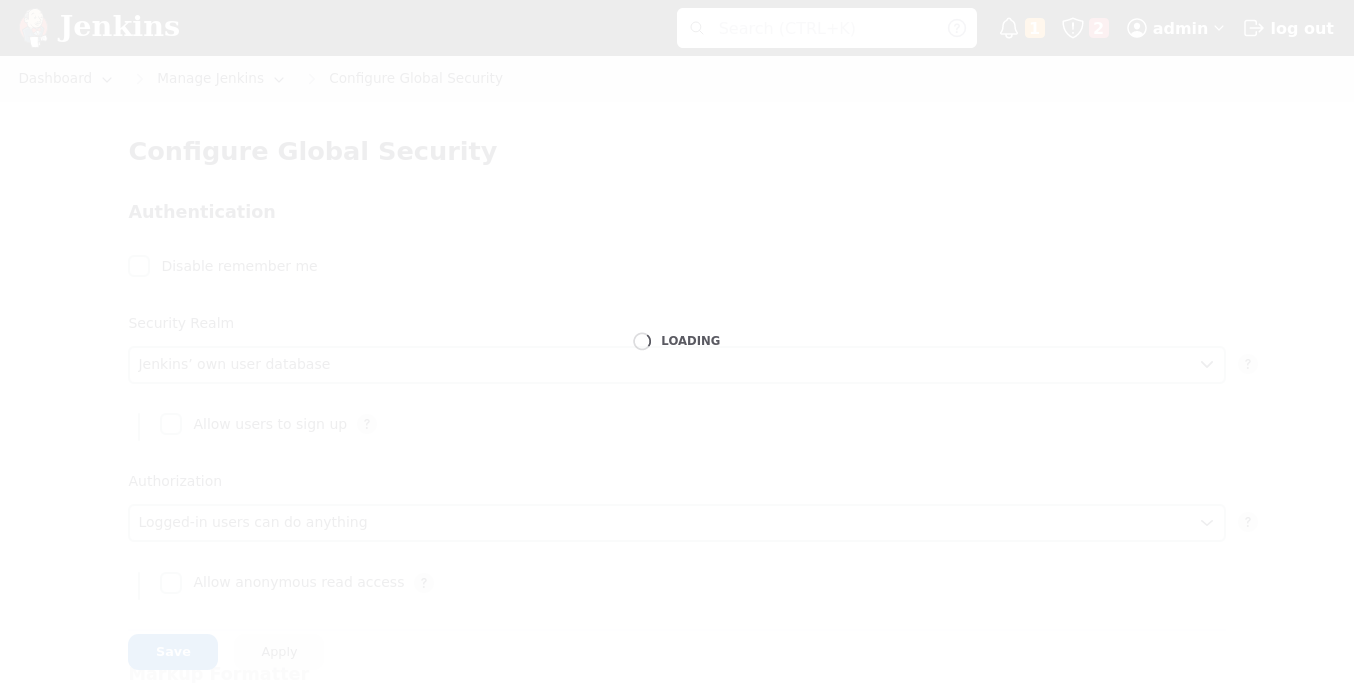 Jenkins
Search (CTRL+K)
?
1
2
admin
log out
Dashboard
Manage Jenkins
Configure Global Security
Configure Global Security
Authentication
Disable remember me
Security Realm
LOADING
Jenkins’ own user database
?
Allow users to sign up
?
Authorization
Logged-in users can do anything
?
Allow anonymous read access
?
Save
Apply
Markup Formatter